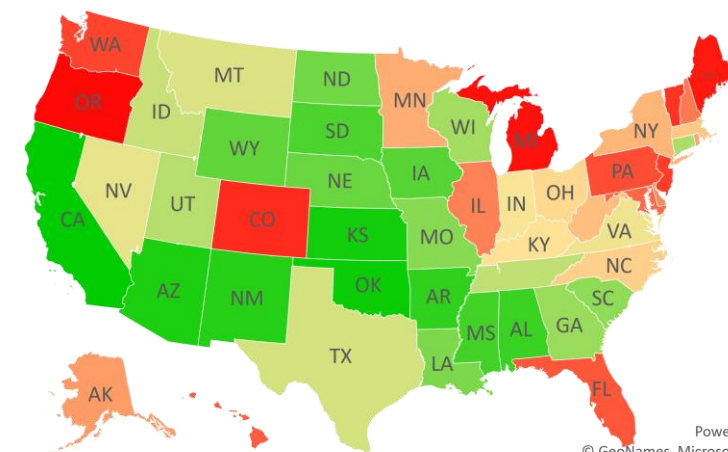 WA
MT
ND
MN
OR
ID
SD
WI
MI
NY
WY
IA
PA
NE
NV
UT
IL
IN
OH
CA
CO
KS
MO
KY
VA
NC
AZ
NM
OK
AR
SC
MS
AL
GA
TX
LA
AK
FL
Powe
© GeoNames, Microso